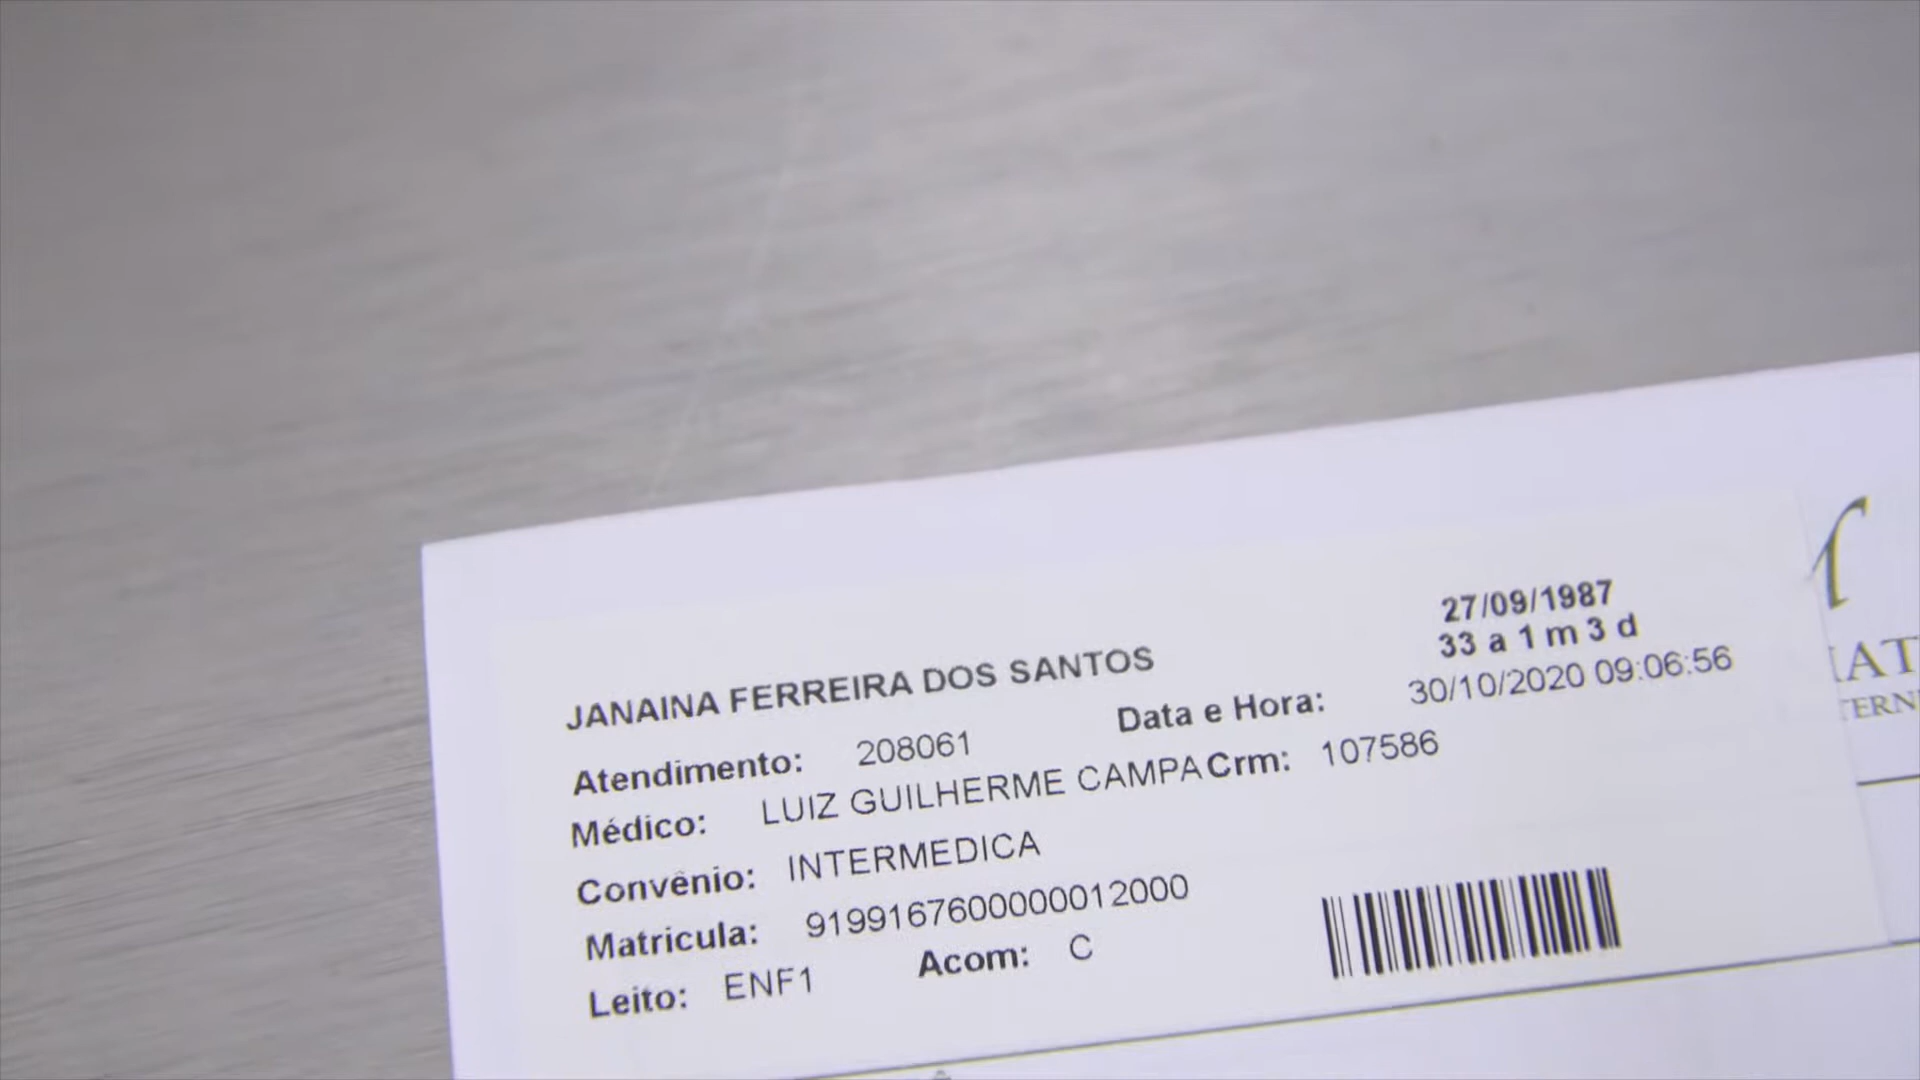 27/09/1987
JANAINA FERREIRA DOS SANTOS 33 a 1 m 3 d
Atendimento: 208061 Data e Hora: 30/10/2020 09:06:56
Médico: LUIZ GUILHERME CAMPA Crm: 107586
Convênio: INTERMEDICA
Matricula: 9199167600000012000
Leito: ENF1 Acom: C